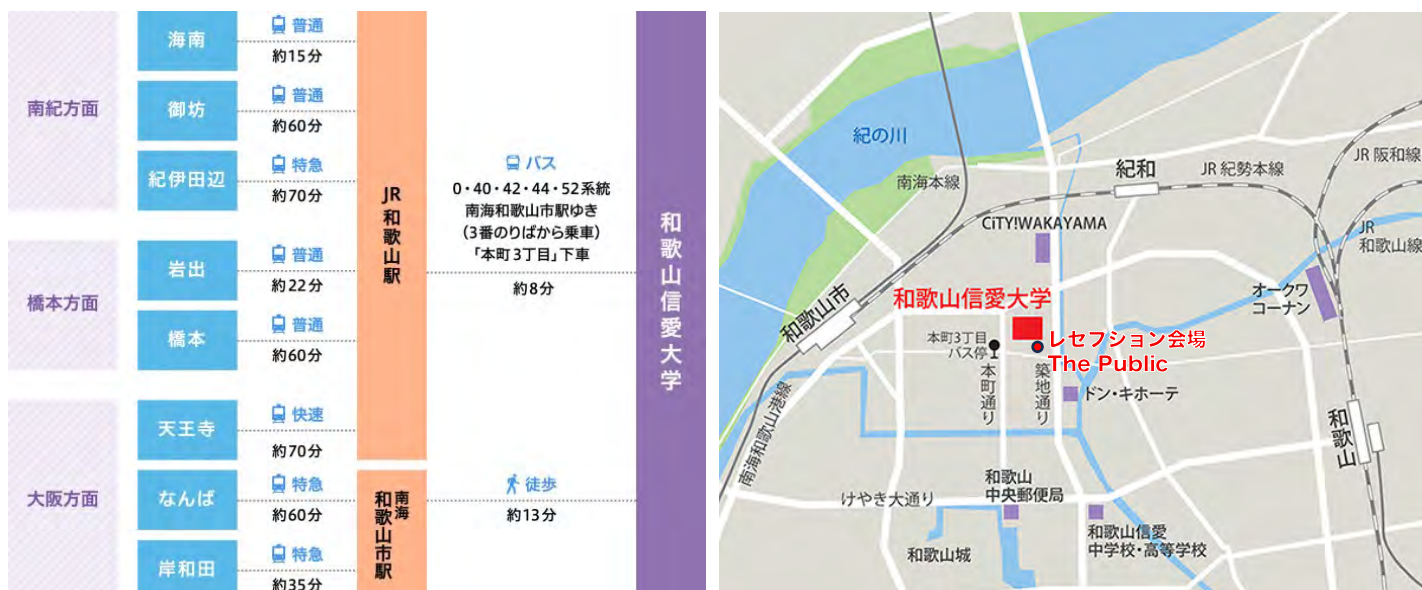 南紀方面
海南
普通
約15分
御坊
普通
約60分
紀伊田辺
特急
約70分
橋本方面
岩出
普通
約22分
橋本
普通
約60分
大阪方面
天王寺
快速
約70分
なんば
特急
約60分
岸和田
特急
約35分
JR和歌山駅
南海
和歌山市駅
バス
0・40・42・44・52系統
南海和歌山市駅ゆき
(3番のりばから乗車)
「本町3丁目」下車
約8分
徒歩
約13分
和歌山信愛大学
紀の川
南海本線
紀和
JR 紀勢本線
JR 阪和線
JR
和歌山線
CiTY!WAKAYAMA
オークワ
コーナン
和歌山市
和歌山信愛大学
本町3丁目
バス停
レセプション会場
The Public
本町通り
築地通り
ドン・キホーテ
南海和歌山港線
和歌山
けやき大通り
和歌山
中央郵便局
和歌山城
和歌山信愛
中学校・高等学校